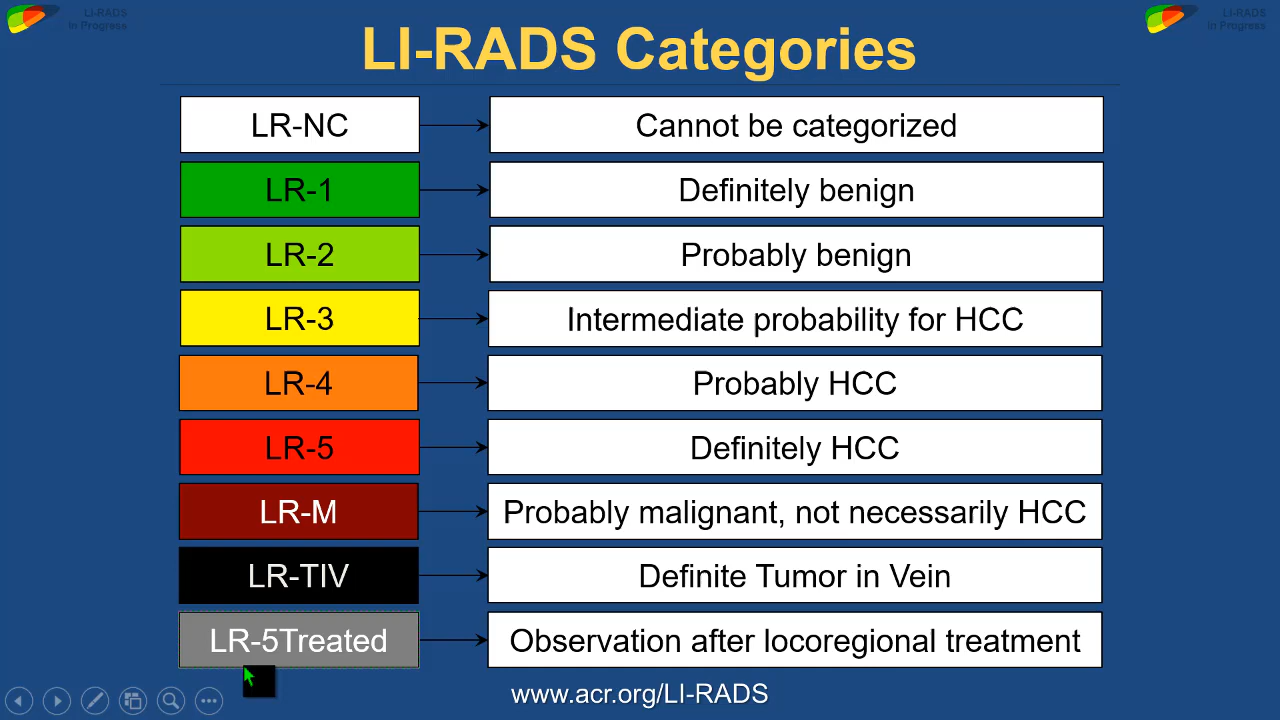 LI-RADS
In Progress
LI-RADS
In Progress
LI-RADS Categories
LR-NC
Cannot be categorized
LR-1
Definitely benign
LR-2
Probably benign
LR-3
Intermediate probability for HCC
LR-4
Probably HCC
LR-5
Definitely HCC
LR-M
Probably malignant, not necessarily HCC
LR-TIV
Definite Tumor in Vein
LR-5Treated
Observation after locoregional treatment
www.acr.org/LI-RADS